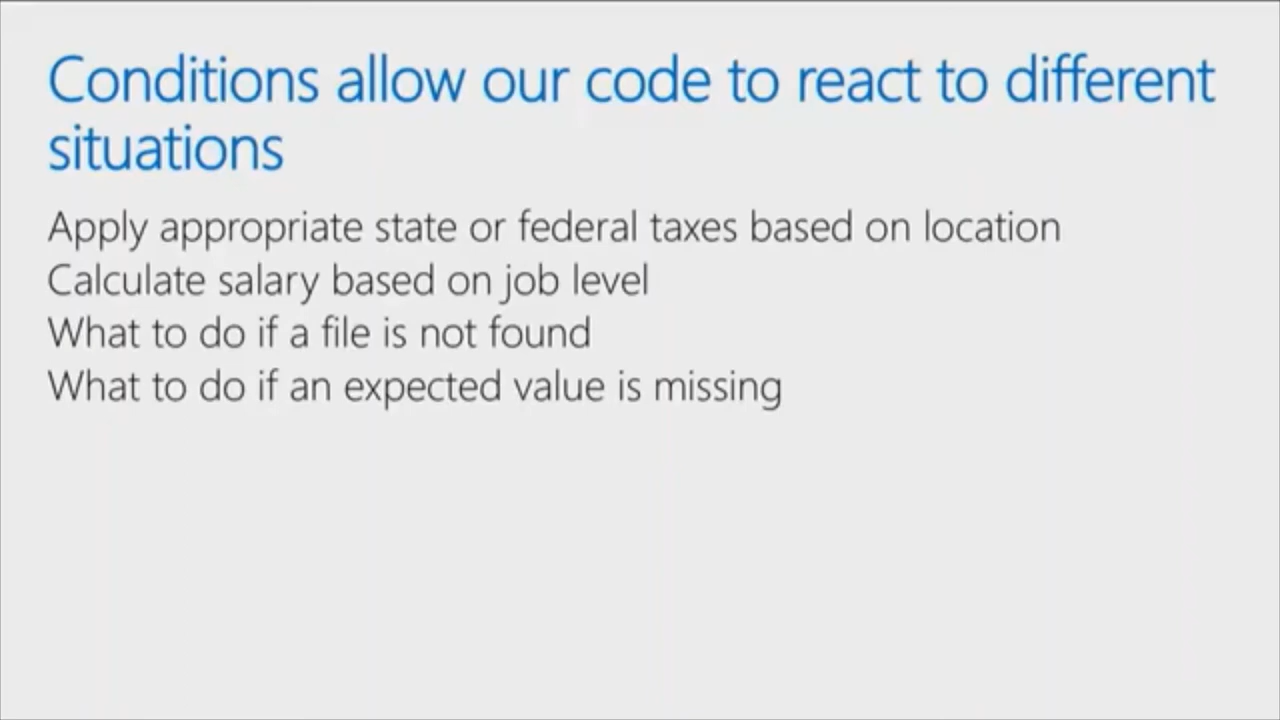 Conditions allow our code to react to different
situations
Apply appropriate state or federal taxes based on location
Calculate salary based on job level
What to do if a file is not found
What to do if an expected value is missing